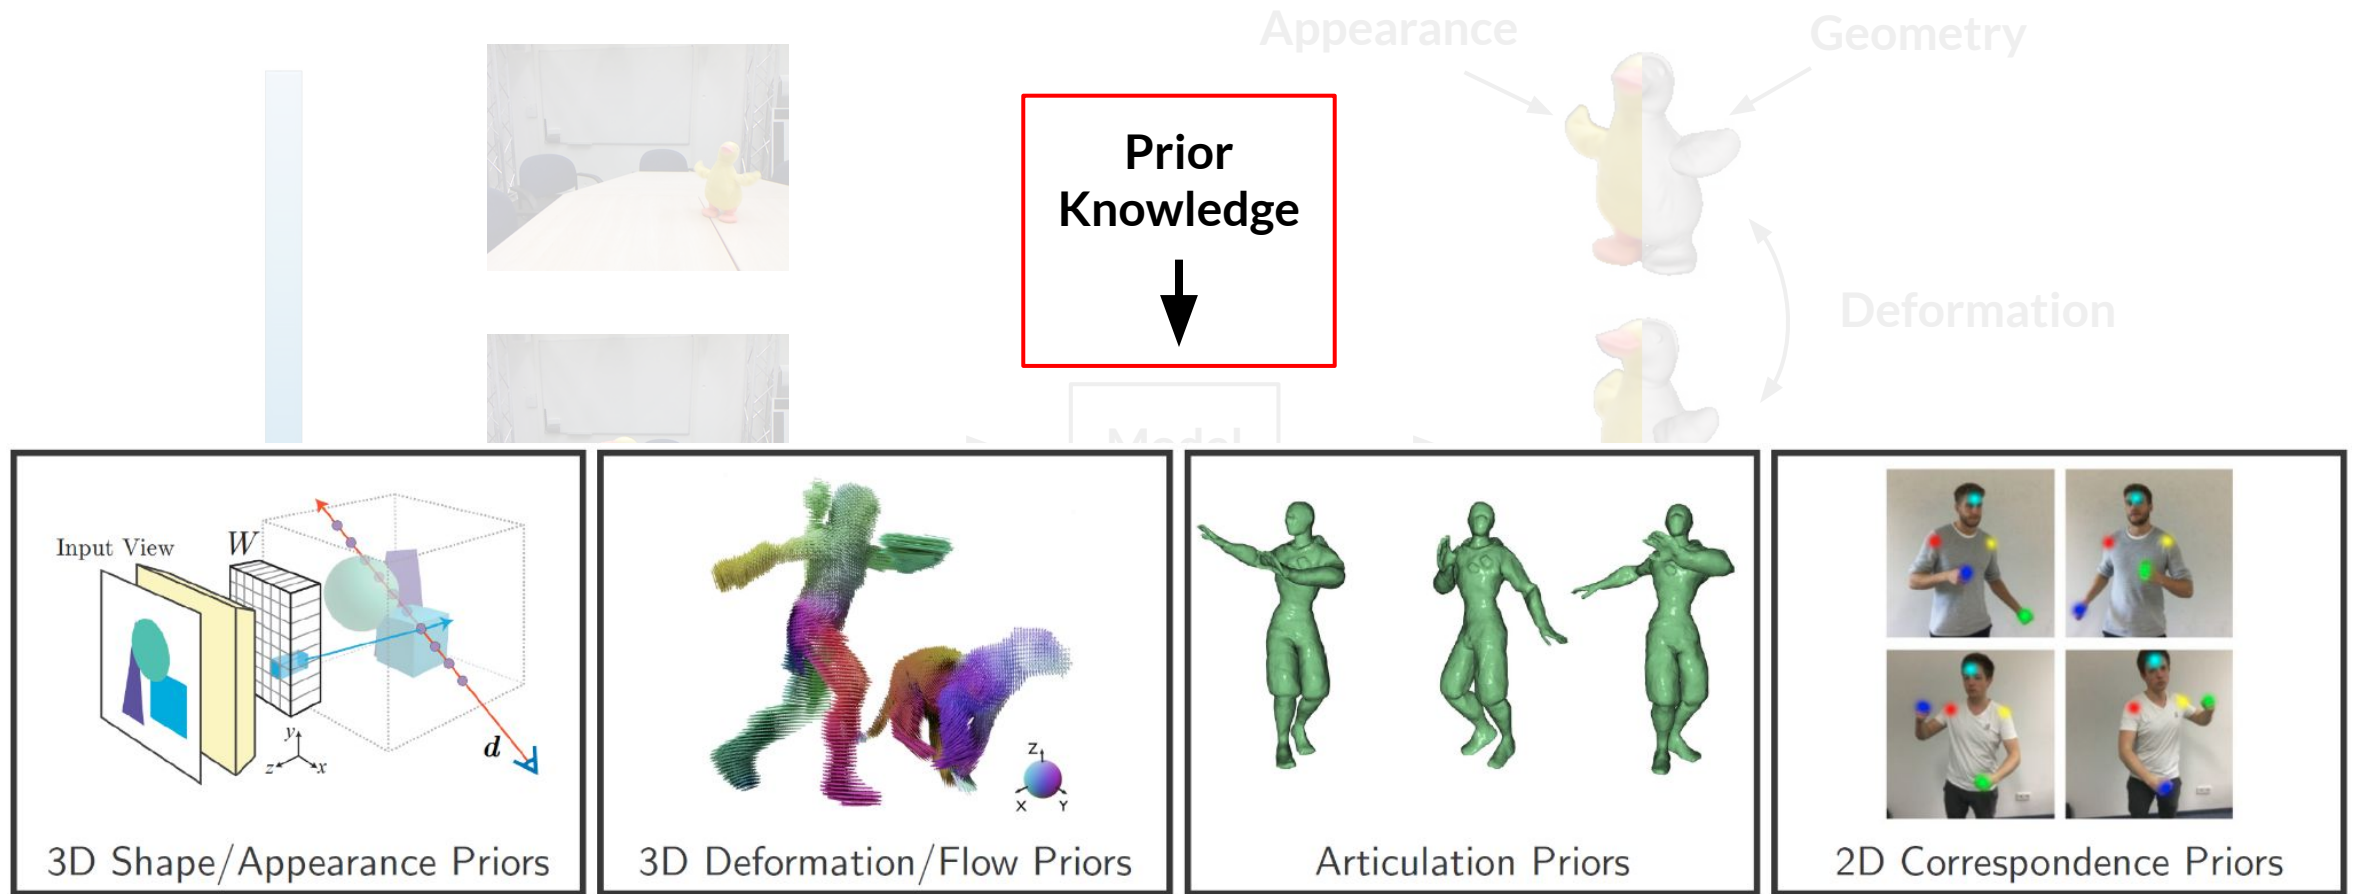 Appearance
Geometry
Prior
Knowledge
Deformation
Model
Input View
W
y
z
x
d
Z
X
Y
3D Shape/Appearance Priors
3D Deformation/Flow Priors
Articulation Priors
2D Correspondence Priors